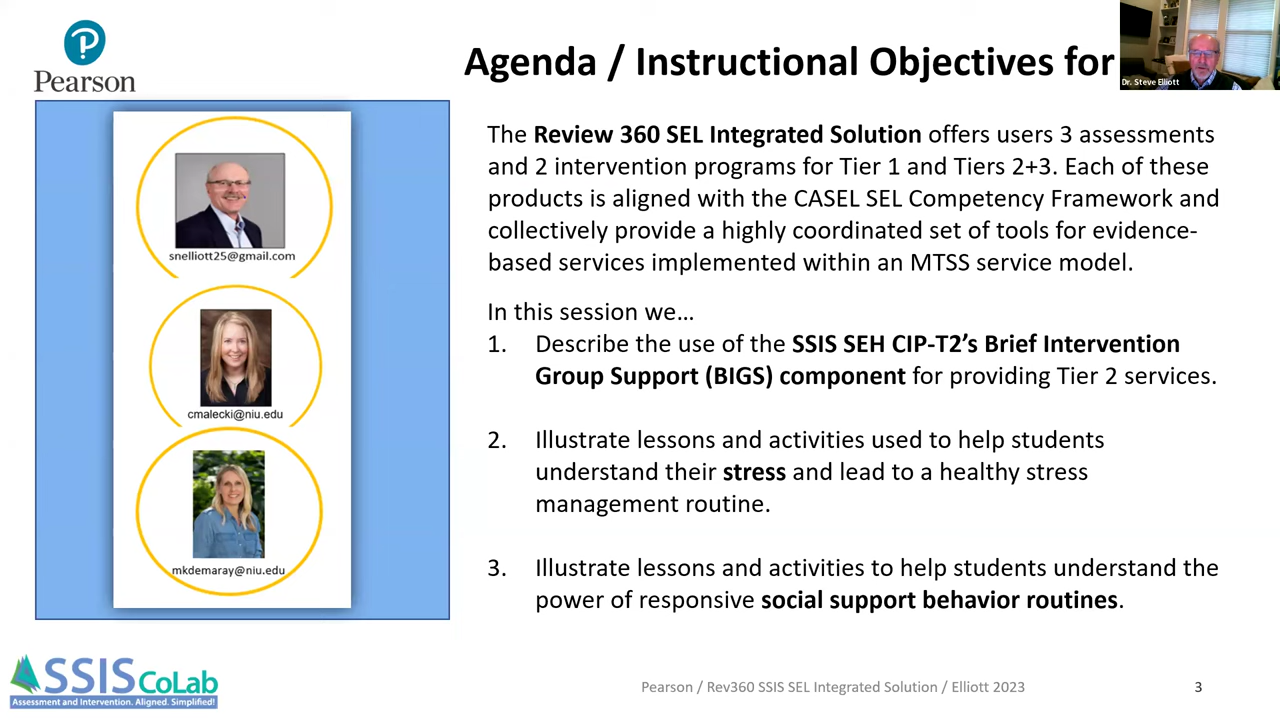 Pearson
Agenda / Instructional Objectives for
Dr. Steve Elliott
snelliott25@gmail.com
cmalecki@niu.edu
mkdemaray@niu.edu
The Review 360 SEL Integrated Solution offers users 3 assessments
and 2 intervention programs for Tier 1 and Tiers 2+3. Each of these
products is aligned with the CASEL SEL Competency Framework and
collectively provide a highly coordinated set of tools for evidence-
based services implemented within an MTSS service model.
In this session we…
1. Describe the use of the SSIS SEH CIP-T2’s Brief Intervention
Group Support (BIGS) component for providing Tier 2 services.
2. Illustrate lessons and activities used to help students
understand their stress and lead to a healthy stress
management routine.
3. Illustrate lessons and activities to help students understand the
power of responsive social support behavior routines.
SSIS CoLab
Assessment and Intervention. Aligned. Simplified!
Pearson / Rev360 SSIS SEL Integrated Solution / Elliott 2023
3